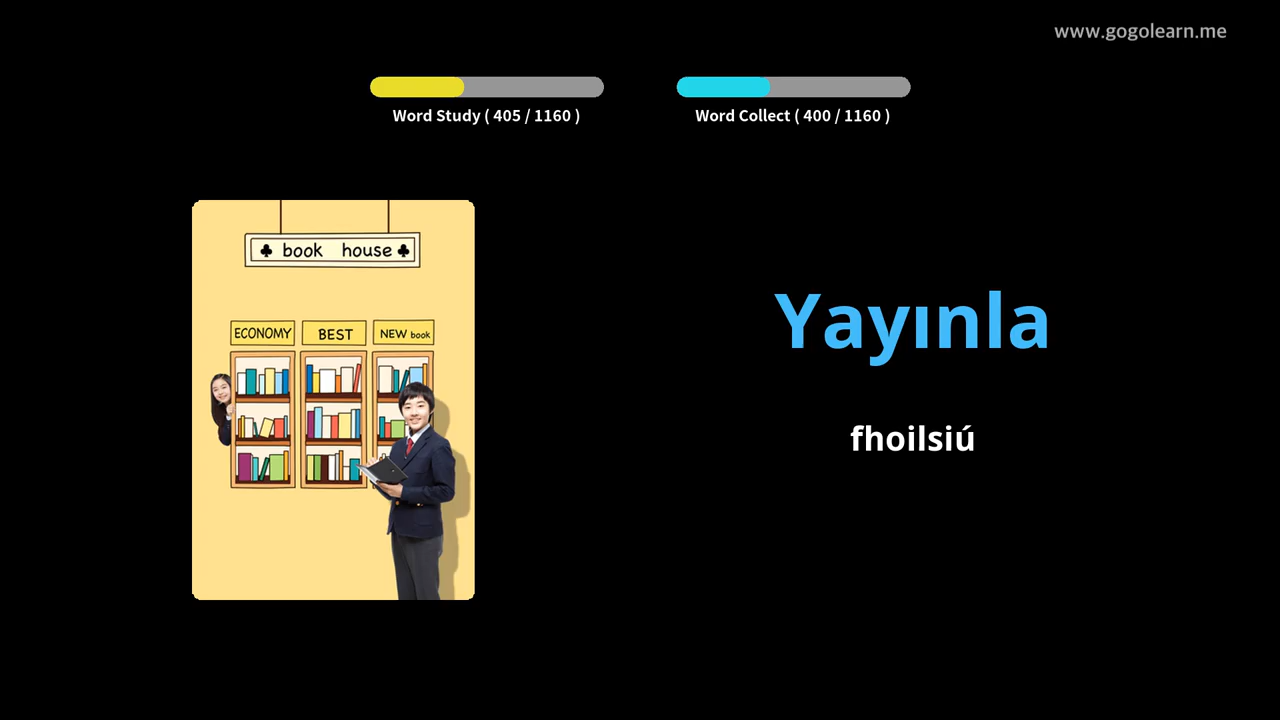 www.gogolearn.me
Word Study ( 405 / 1160 )
Word Collect ( 400 / 1160 )
♣ book house ♣
ECONOMY
BEST
NEW book
Yayınla
fhoilsiú